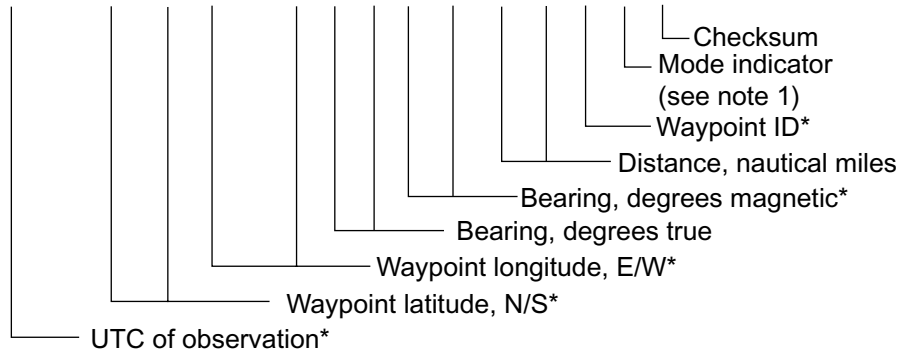 Checksum
Mode indicator
(see note 1)
Waypoint ID*
Distance, nautical miles
Bearing, degrees magnetic*
Bearing, degrees true
Waypoint longitude, E/W*
Waypoint latitude, N/S*
UTC of observation*